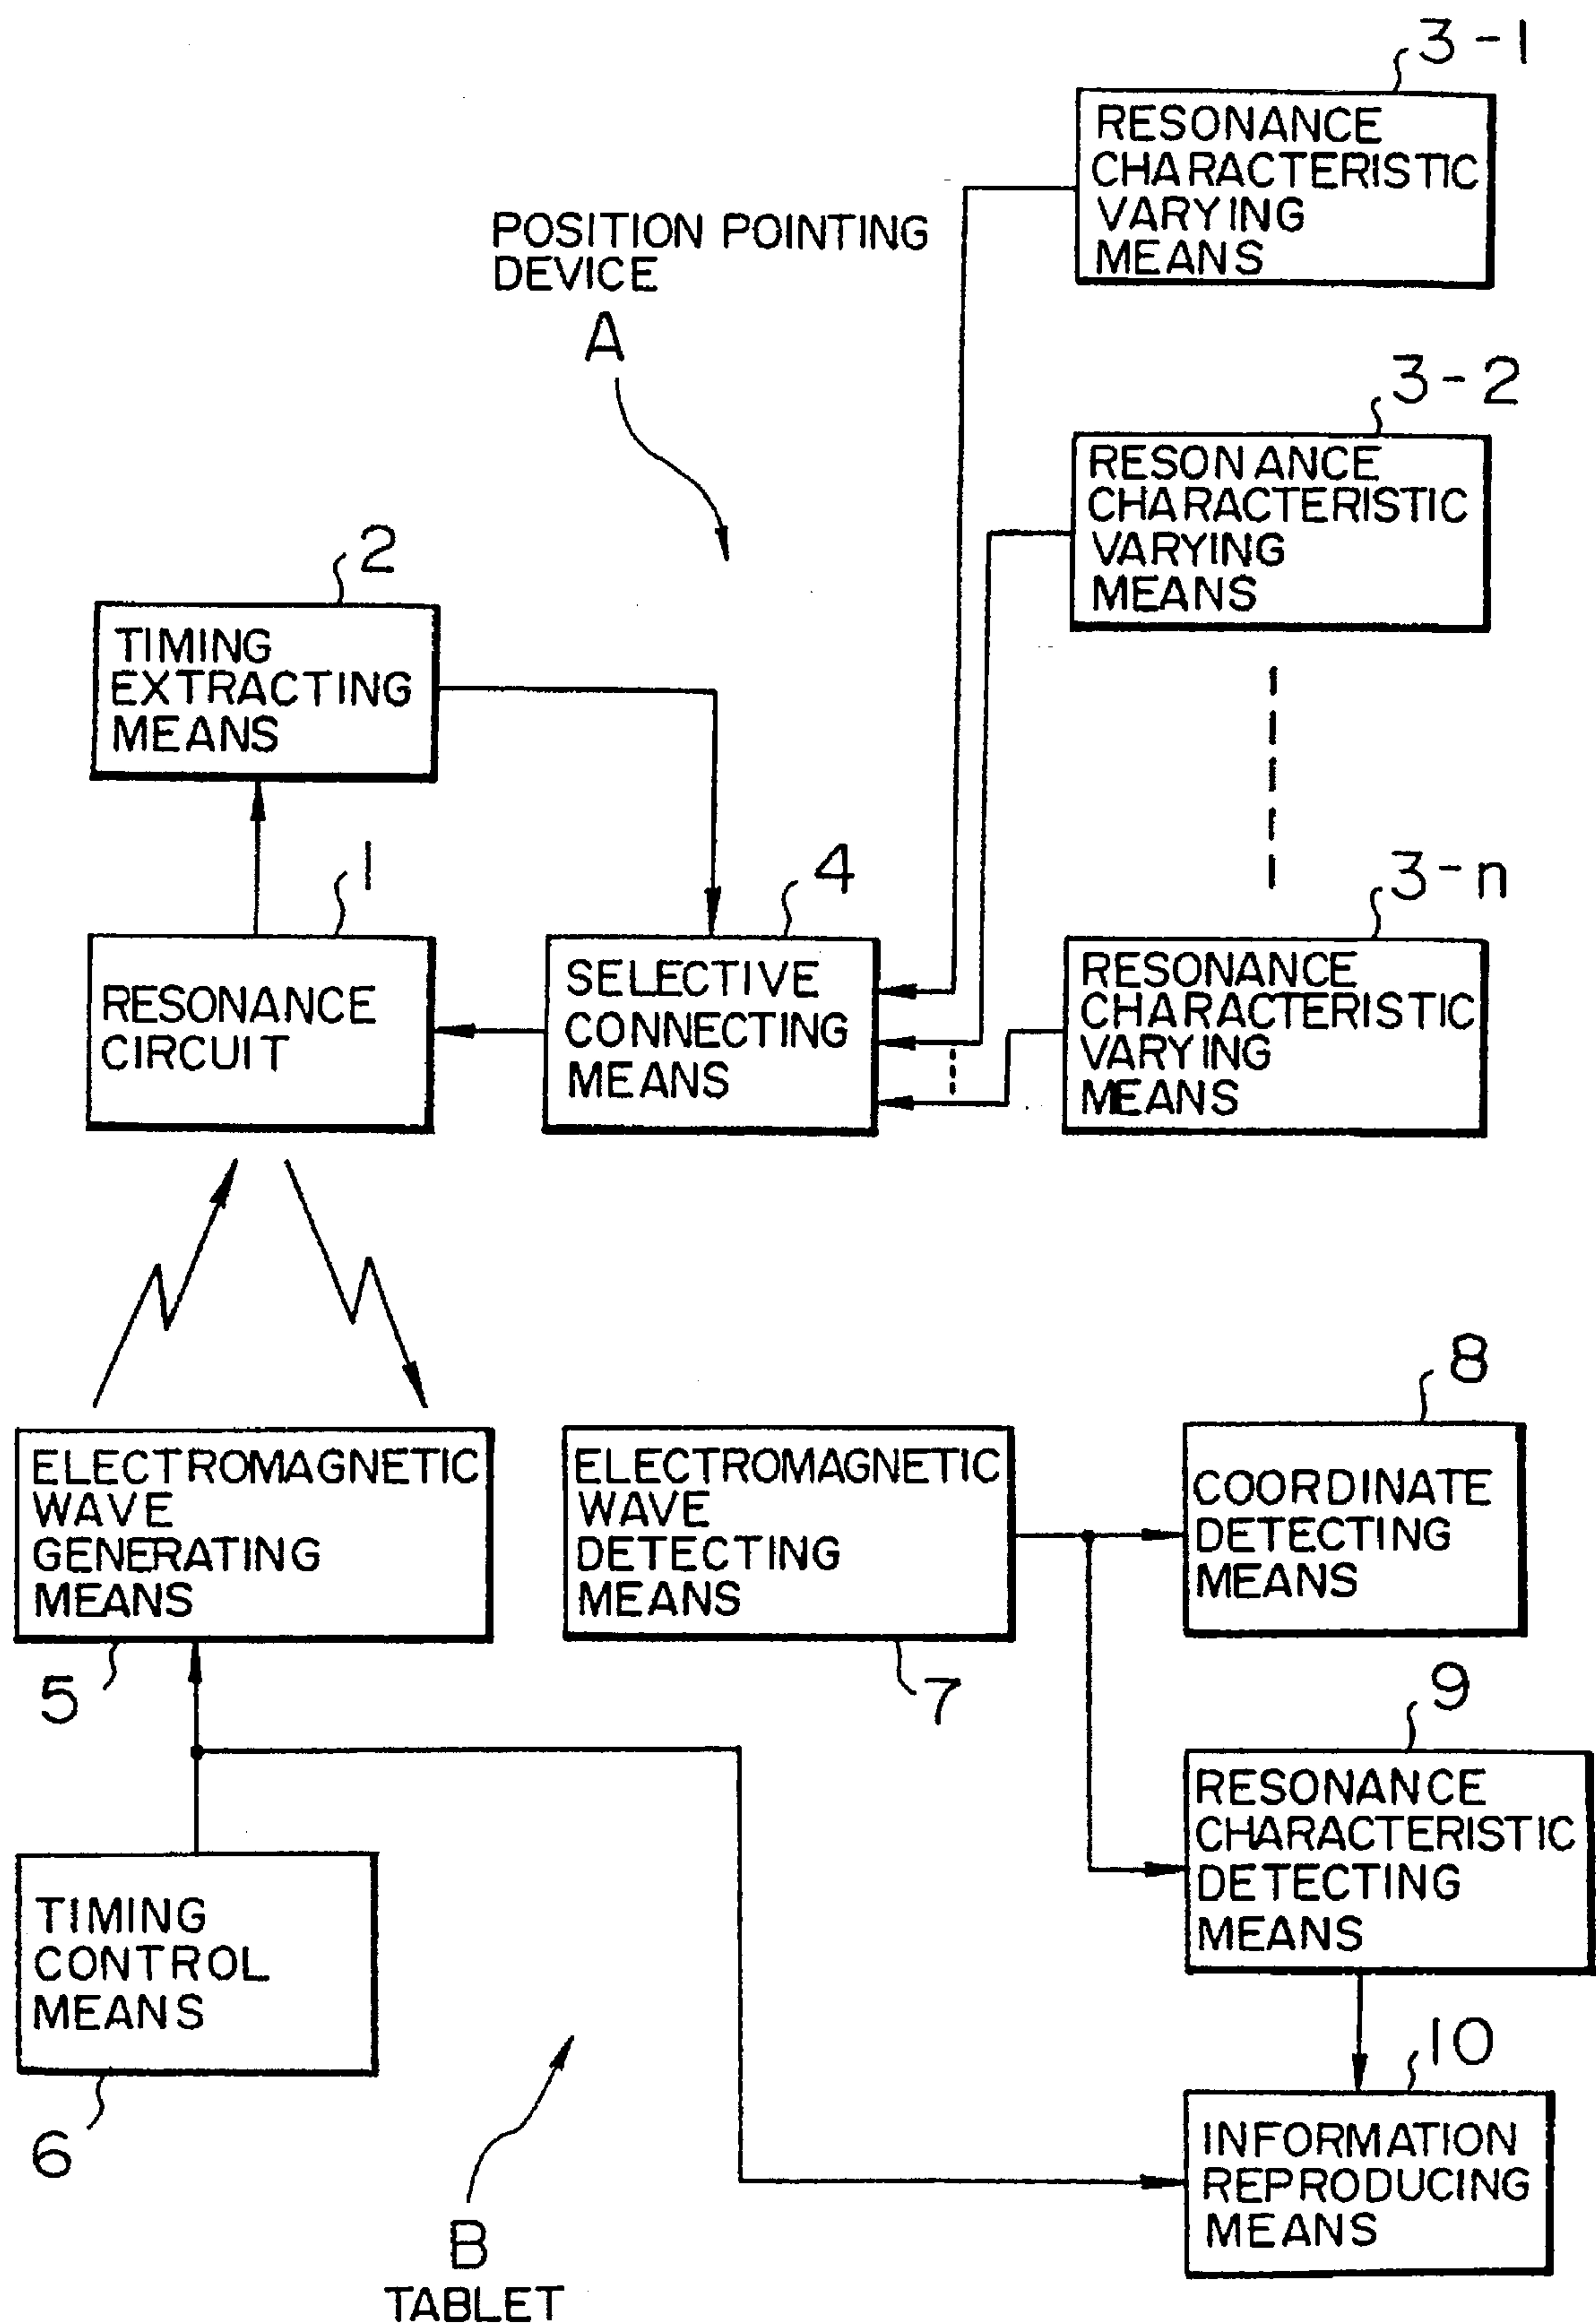 3-1
RESONANCE
CHARACTERISTIC
VARYING
MEANS
POSITION POINTING
DEVICE
A
3-2
RESONANCE
CHARACTERISTIC
VARYING
MEANS
2
TIMING
EXTRACTING
MEANS
3-n
RESONANCE
CHARACTERISTIC
VARYING
MEANS
1
RESONANCE
CIRCUIT
4
SELECTIVE
CONNECTING
MEANS
ELECTROMAGNETIC
WAVE
GENERATING
MEANS
5
ELECTROMAGNETIC
WAVE
DETECTING
MEANS
7
8
COORDINATE
DETECTING
MEANS
9
RESONANCE
CHARACTERISTIC
DETECTING
MEANS
TIMING
CONTROL
MEANS
6
10
INFORMATION
REPRODUCING
MEANS
B
TABLET